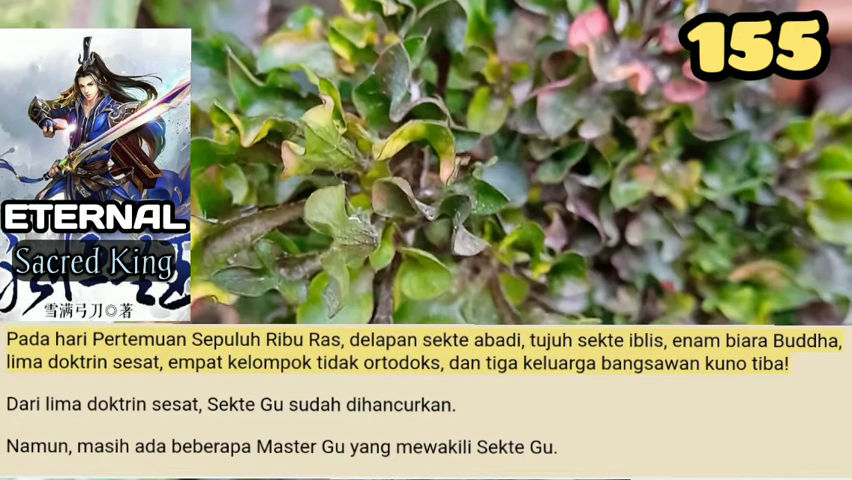 155
ETERNAL
Sacred King
雪满弓刀◎著
Pada hari Pertemuan Sepuluh Ribu Ras, delapan sekte abadi, tujuh sekte iblis, enam biara Buddha,
lima doktrin sesat, empat kelompok tidak ortodoks, dan tiga keluarga bangsawan kuno tiba!
Dari lima doktrin sesat, Sekte Gu sudah dihancurkan.
Namun, masih ada beberapa Master Gu yang mewakili Sekte Gu.